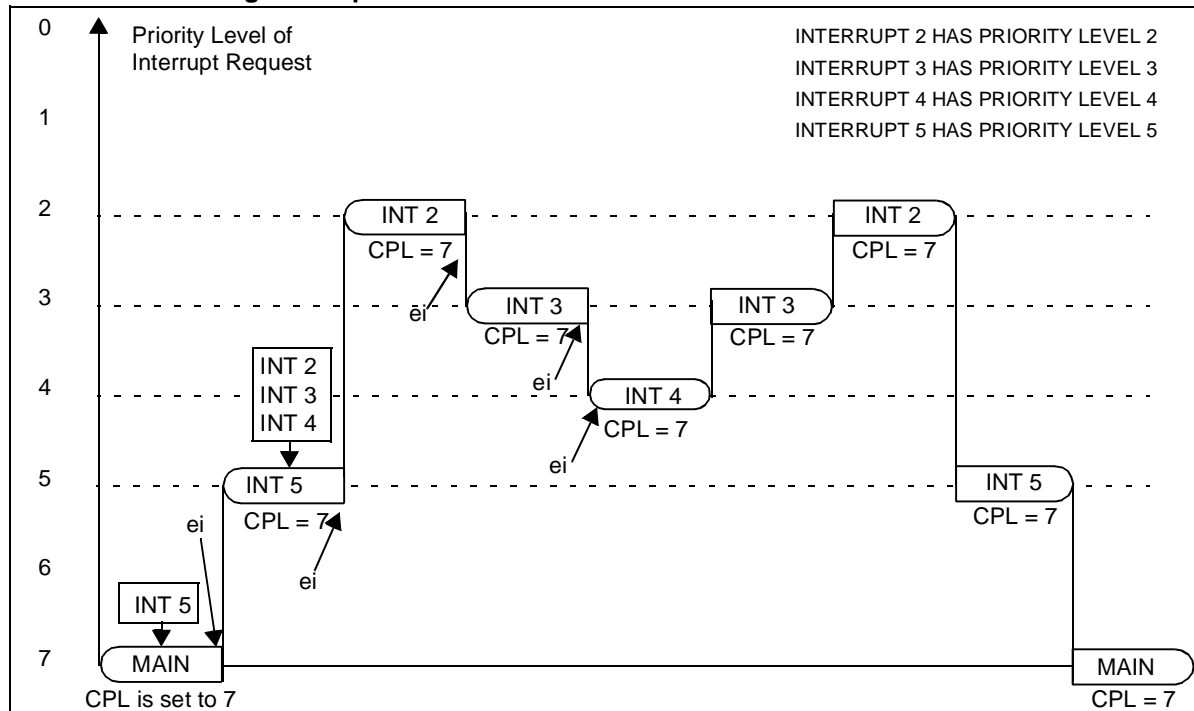 0
Priority Level of
Interrupt Request
INTERRUPT 2 HAS PRIORITY LEVEL 2
INTERRUPT 3 HAS PRIORITY LEVEL 3
INTERRUPT 4 HAS PRIORITY LEVEL 4
INTERRUPT 5 HAS PRIORITY LEVEL 5
1
2
INT 2
CPL = 7
INT 2
CPL = 7
ei
3
INT 3
CPL = 7
INT 3
CPL = 7
ei
INT 2
INT 3
INT 4
4
INT 4
CPL = 7
ei
5
INT 5
CPL = 7
INT 5
CPL = 7
ei
ei
6
INT 5
7
MAIN
CPL is set to 7
MAIN
CPL = 7